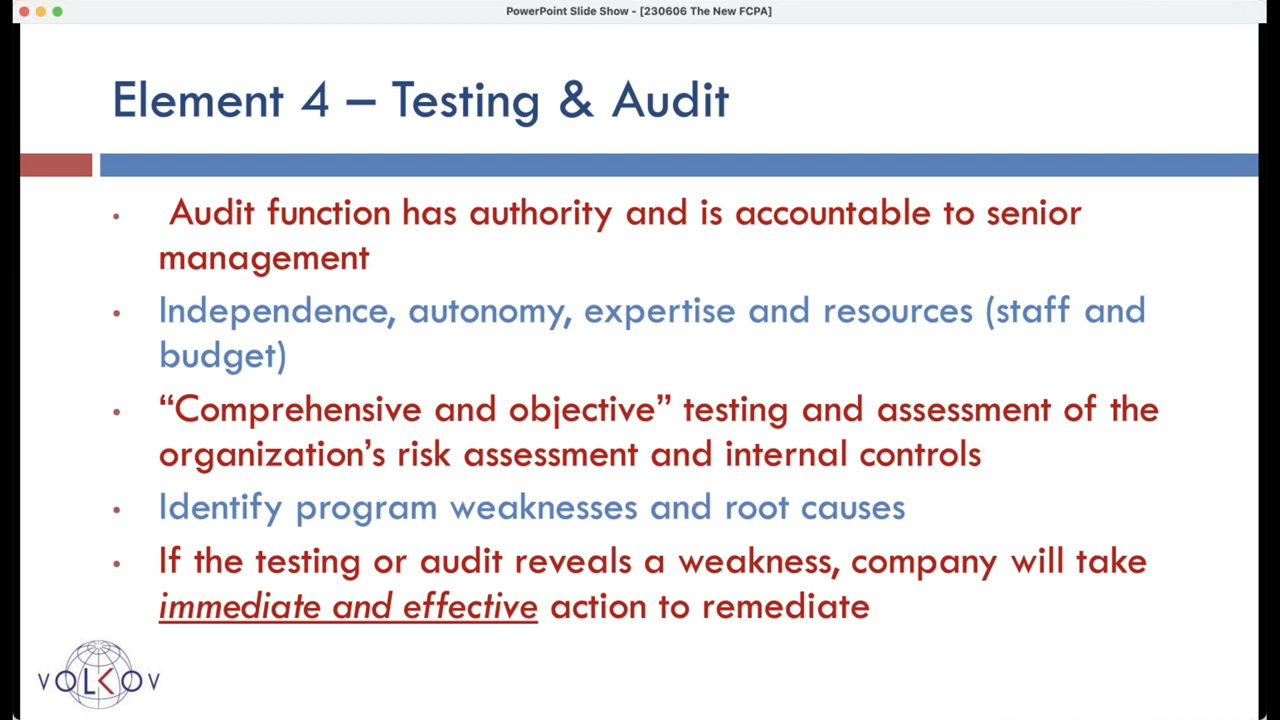 PowerPoint Slide Show - [230606 The New FCPA]
Element 4 – Testing & Audit
• Audit function has authority and is accountable to senior
management
• Independence, autonomy, expertise and resources (staff and
budget)
• “Comprehensive and objective” testing and assessment of the
organization’s risk assessment and internal controls
• Identify program weaknesses and root causes
• If the testing or audit reveals a weakness, company will take
immediate and effective action to remediate
VOLKOV